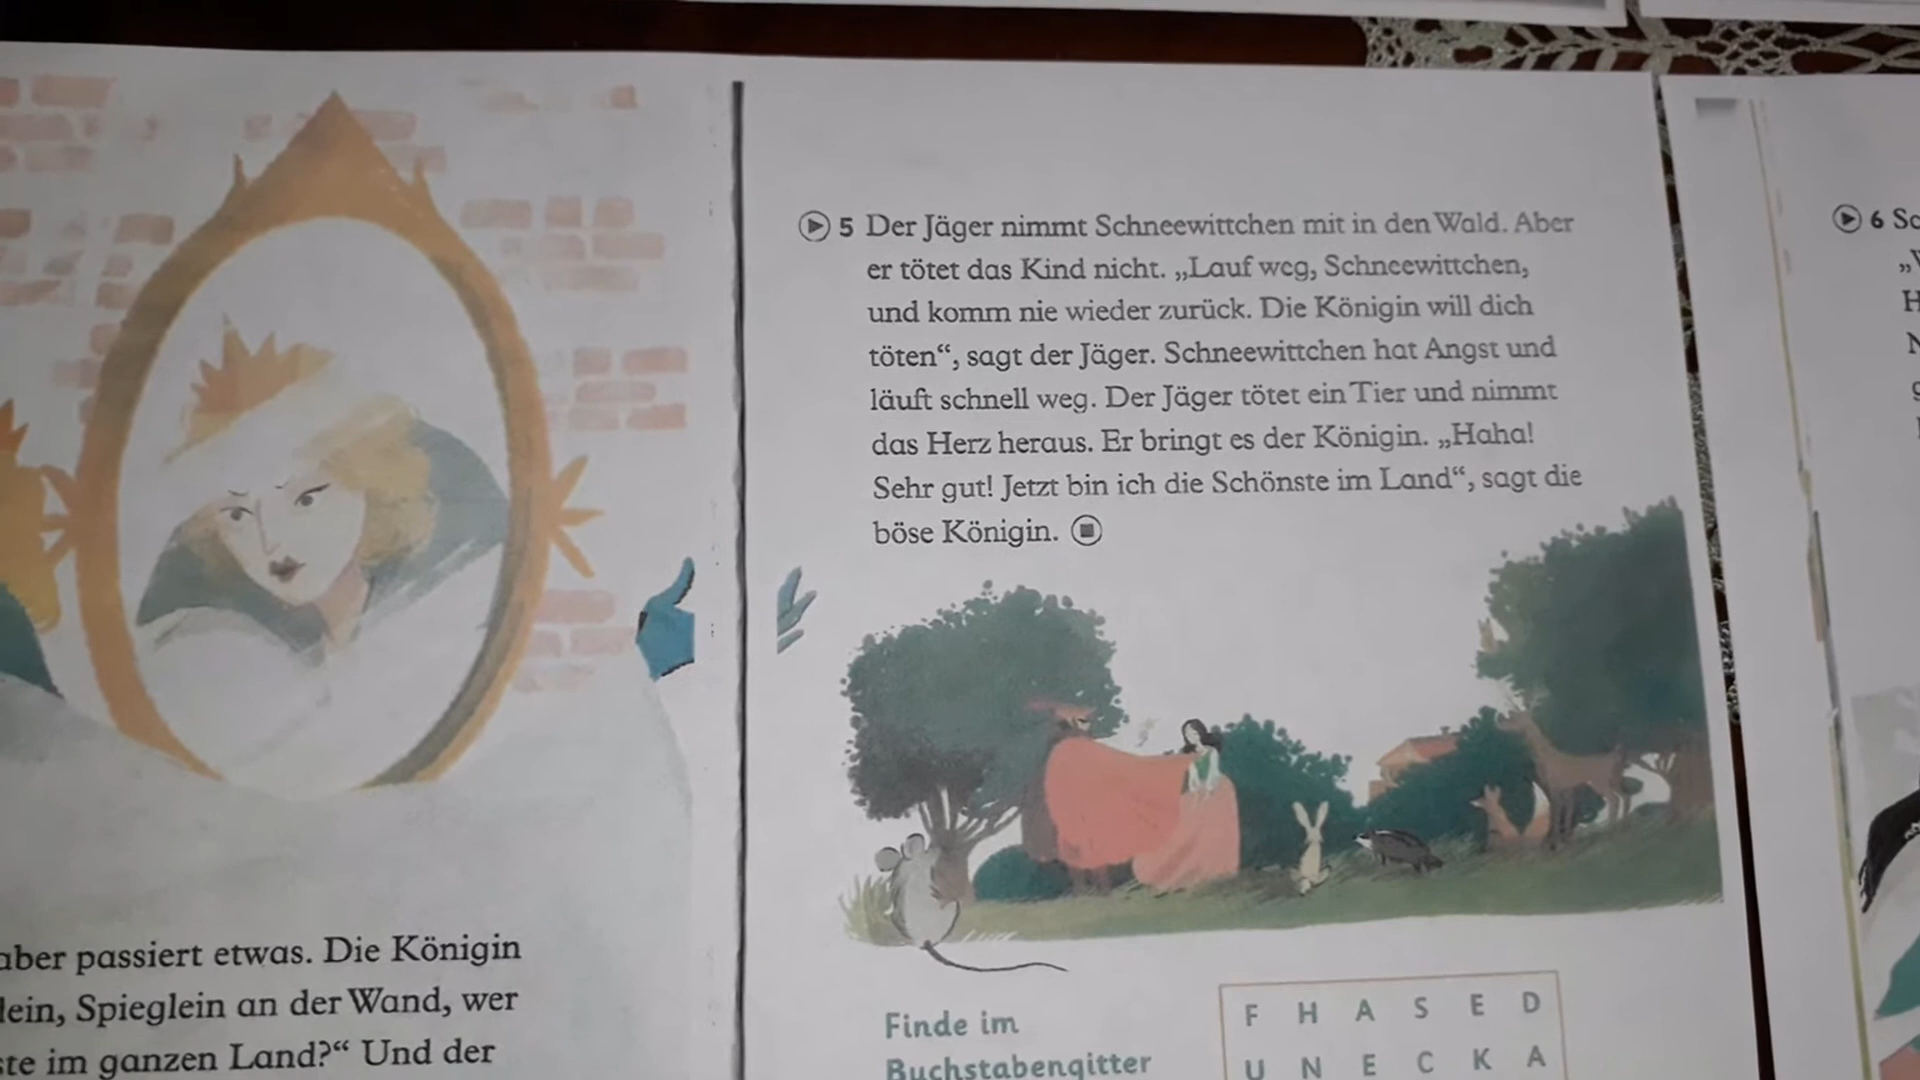 aber passiert etwas. Die Königin
lein, Spieglein an der Wand, wer
ste im ganzen Land?“ Und der
5 Der Jäger nimmt Schneewittchen mit in den Wald. Aber
er tötet das Kind nicht. „Lauf weg, Schneewittchen,
und komm nie wieder zurück. Die Königin will dich
töten“, sagt der Jäger. Schneewittchen hat Angst und
läuft schnell weg. Der Jäger tötet ein Tier und nimmt
das Herz heraus. Er bringt es der Königin. „Haha!
Sehr gut! Jetzt bin ich die Schönste im Land“, sagt die
böse Königin.
Finde im
Buchstabengitter
F H A S E D
U N E C K A
6 Sc